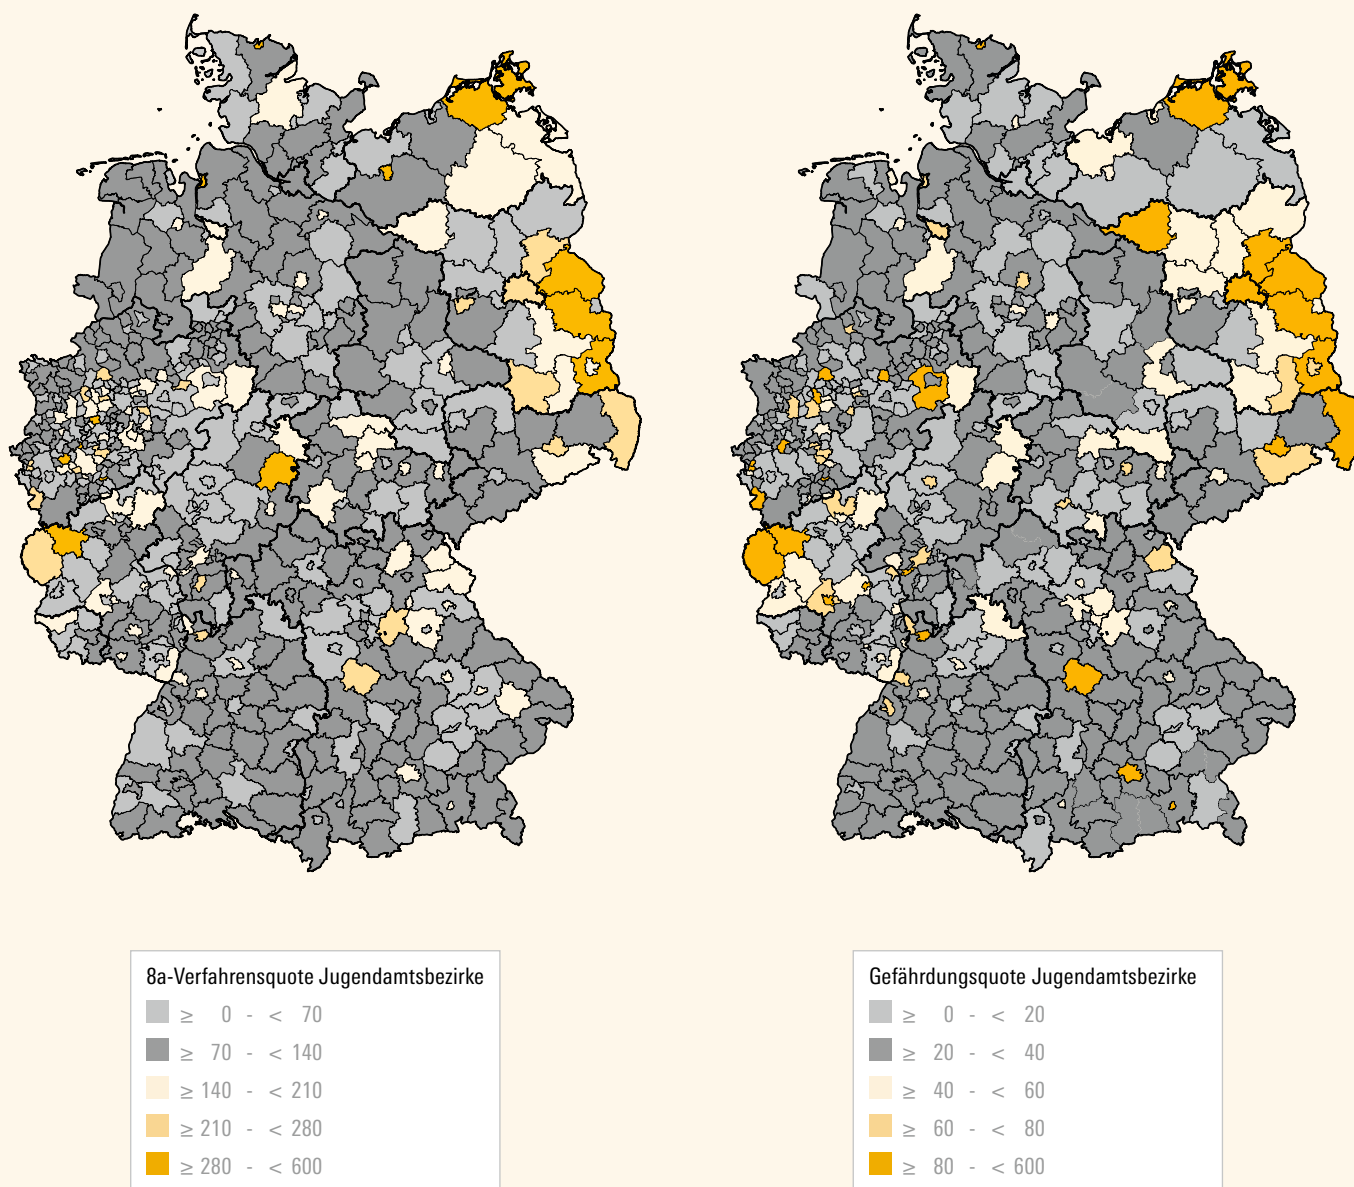 8a-Verfahrensquote Jugendamtsbezirke
≥ 0 - < 70
≥ 70 - < 140
≥ 140 - < 210
≥ 210 - < 280
≥ 280 - < 600
Gefährdungsquote Jugendamtsbezirke
≥ 0 - < 20
≥ 20 - < 40
≥ 40 - < 60
≥ 60 - < 80
≥ 80 - < 600